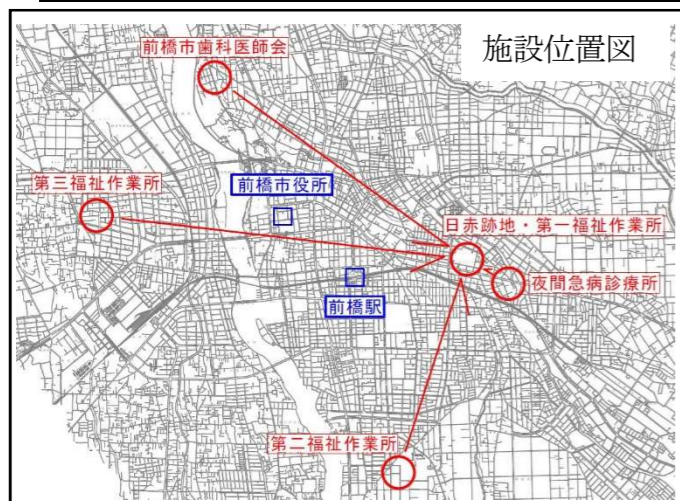 施設位置図
前橋市歯科医師会
第三福祉作業所
前橋市役所
日赤跡地・第一福祉作業所
夜間急病診療所
前橋駅
第二福祉作業所